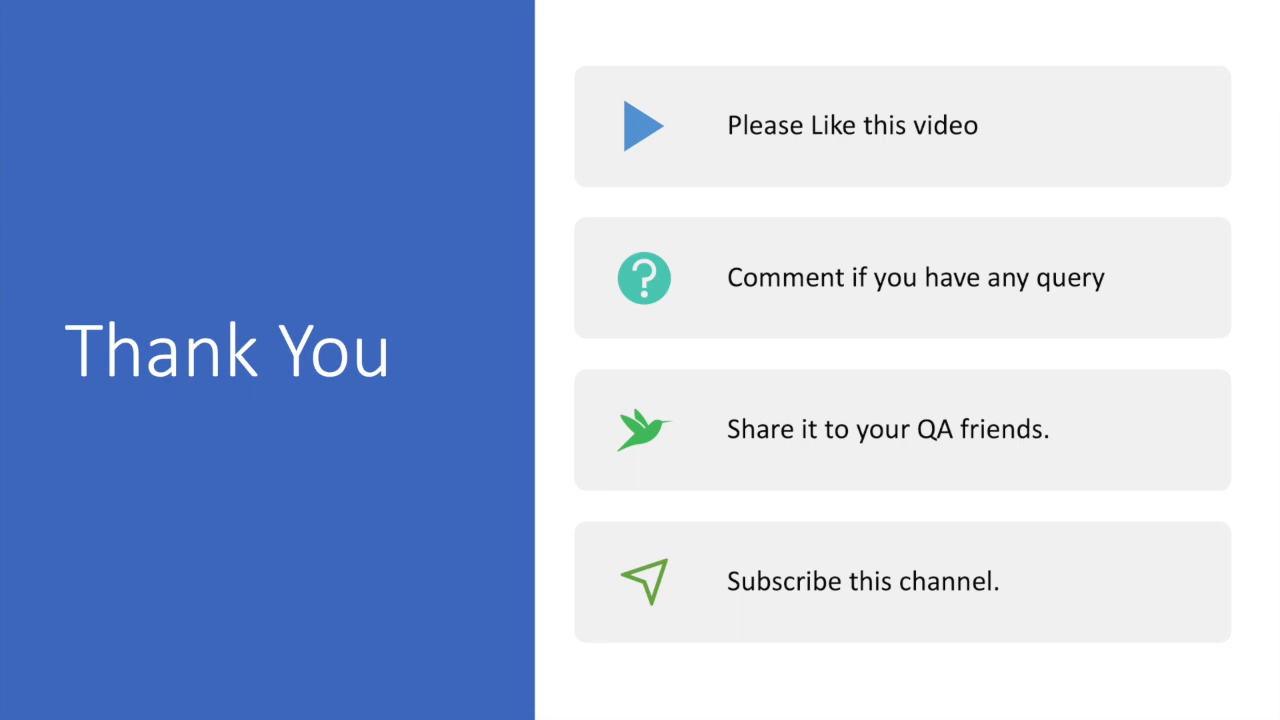 Thank You
Please Like this video
Comment if you have any query
Share it to your QA friends.
Subscribe this channel.